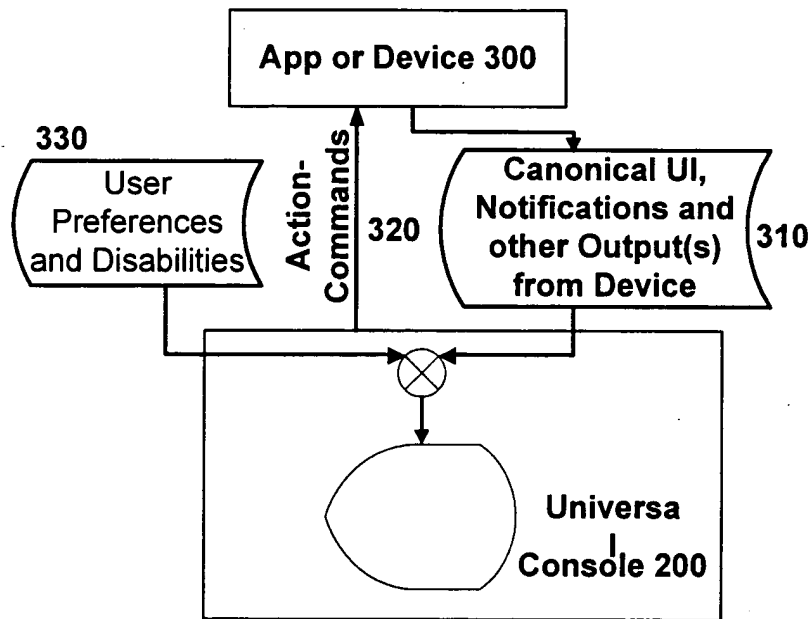 App or Device 300
330
User
Preferences
and Disabilities
Action-
Commands
320
Canonical UI,
Notifications and
other Output(s)
from Device
310
Universa
l
Console 200